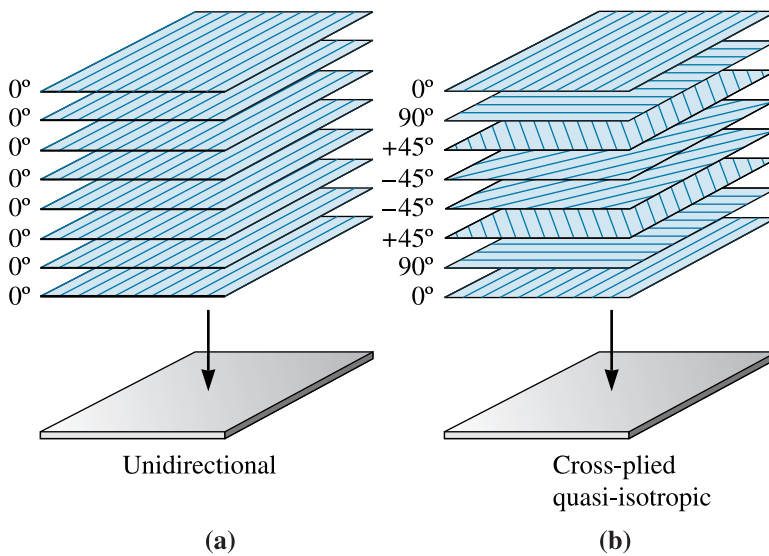 0º
0º
0º
0º
0º
0º
0º
0º
Unidirectional
(a)
0º
90º
+45º
−45º
−45º
+45º
90º
0º
Cross-plied
quasi-isotropic
(b)